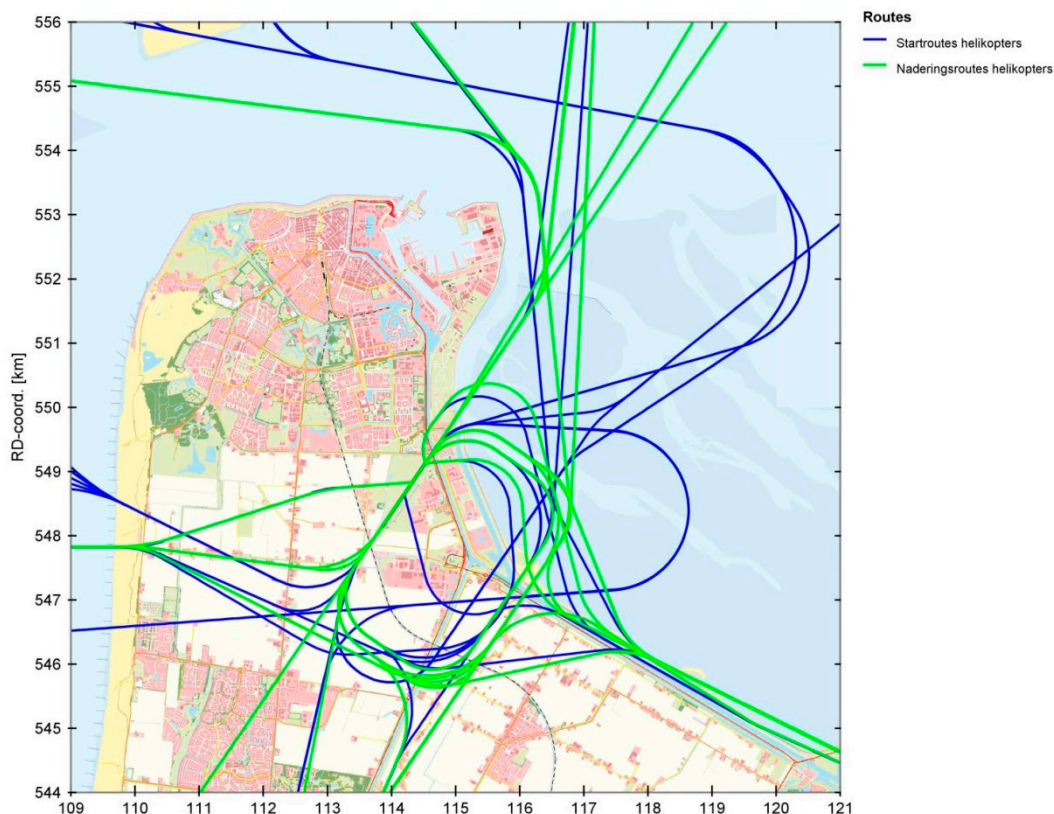 Routes
Startroutes helikopters
Naderingsroutes helikopters
556
555
554
553
552
551
550
549
548
547
546
545
544
RD-coord. [km]
109 110 111 112 113 114 115 116 117 118 119 120 121